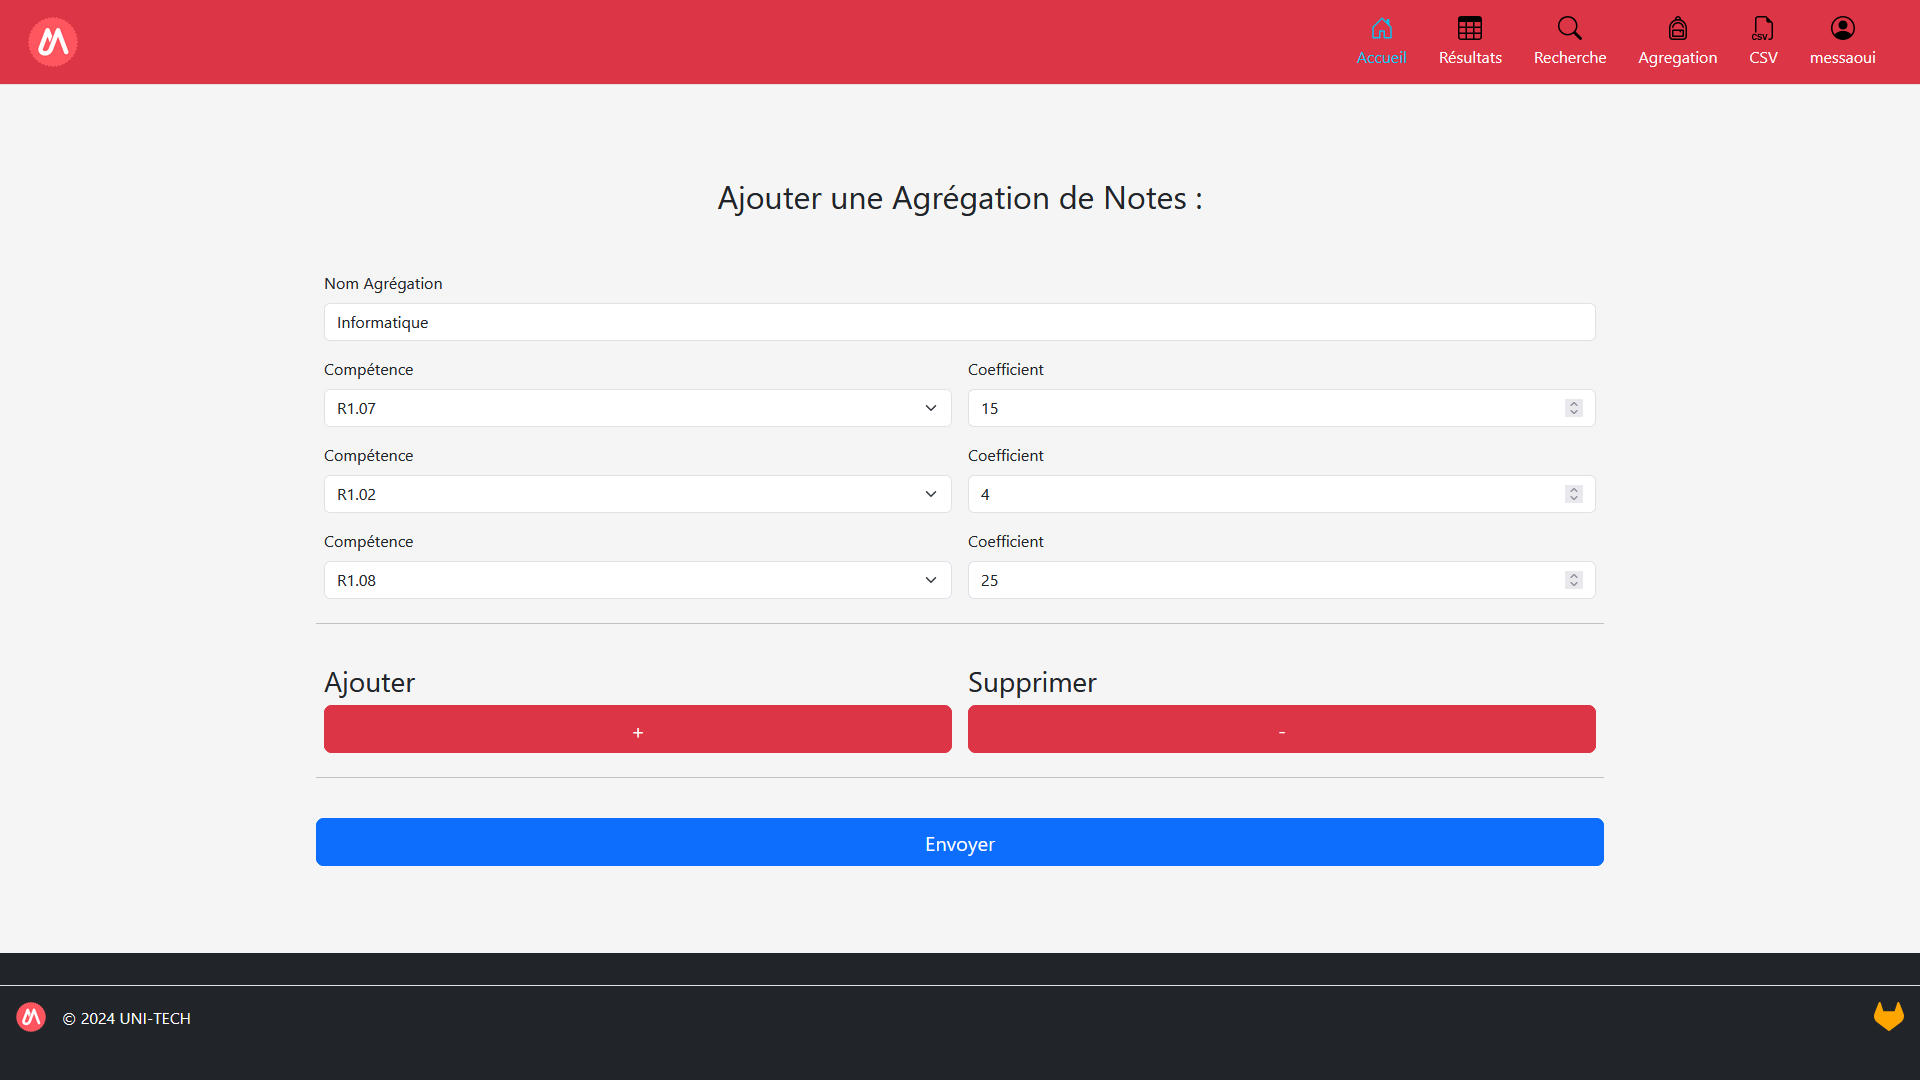 Accueil Résultats Recherche Agregation CSV messaoui
Ajouter une Agrégation de Notes :
Nom Agrégation
Informatique
Compétence Coefficient
R1.07 15
Compétence Coefficient
R1.02 4
Compétence Coefficient
R1.08 25
Ajouter Supprimer
+ -
Envoyer
© 2024 UNI-TECH